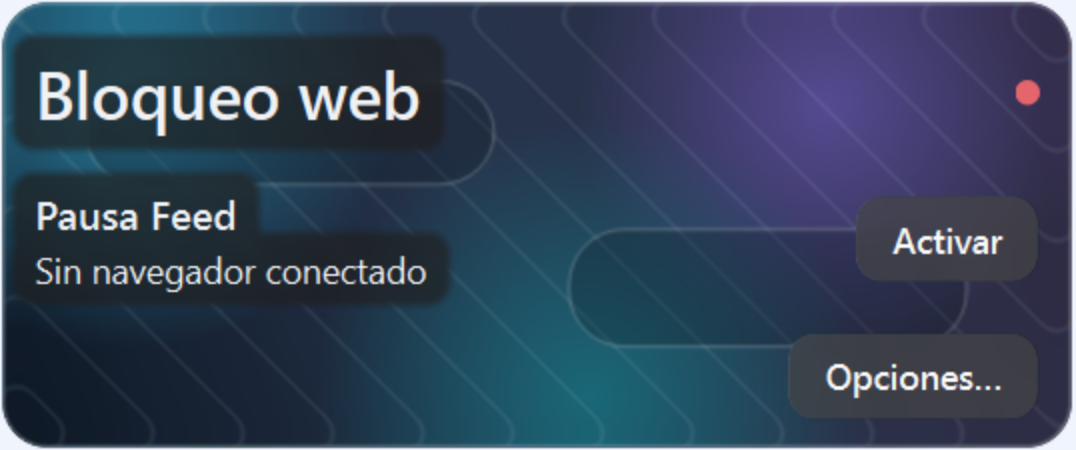 Bloqueo web
Pausa Feed
Sin navegador conectado
Activar
Opciones...